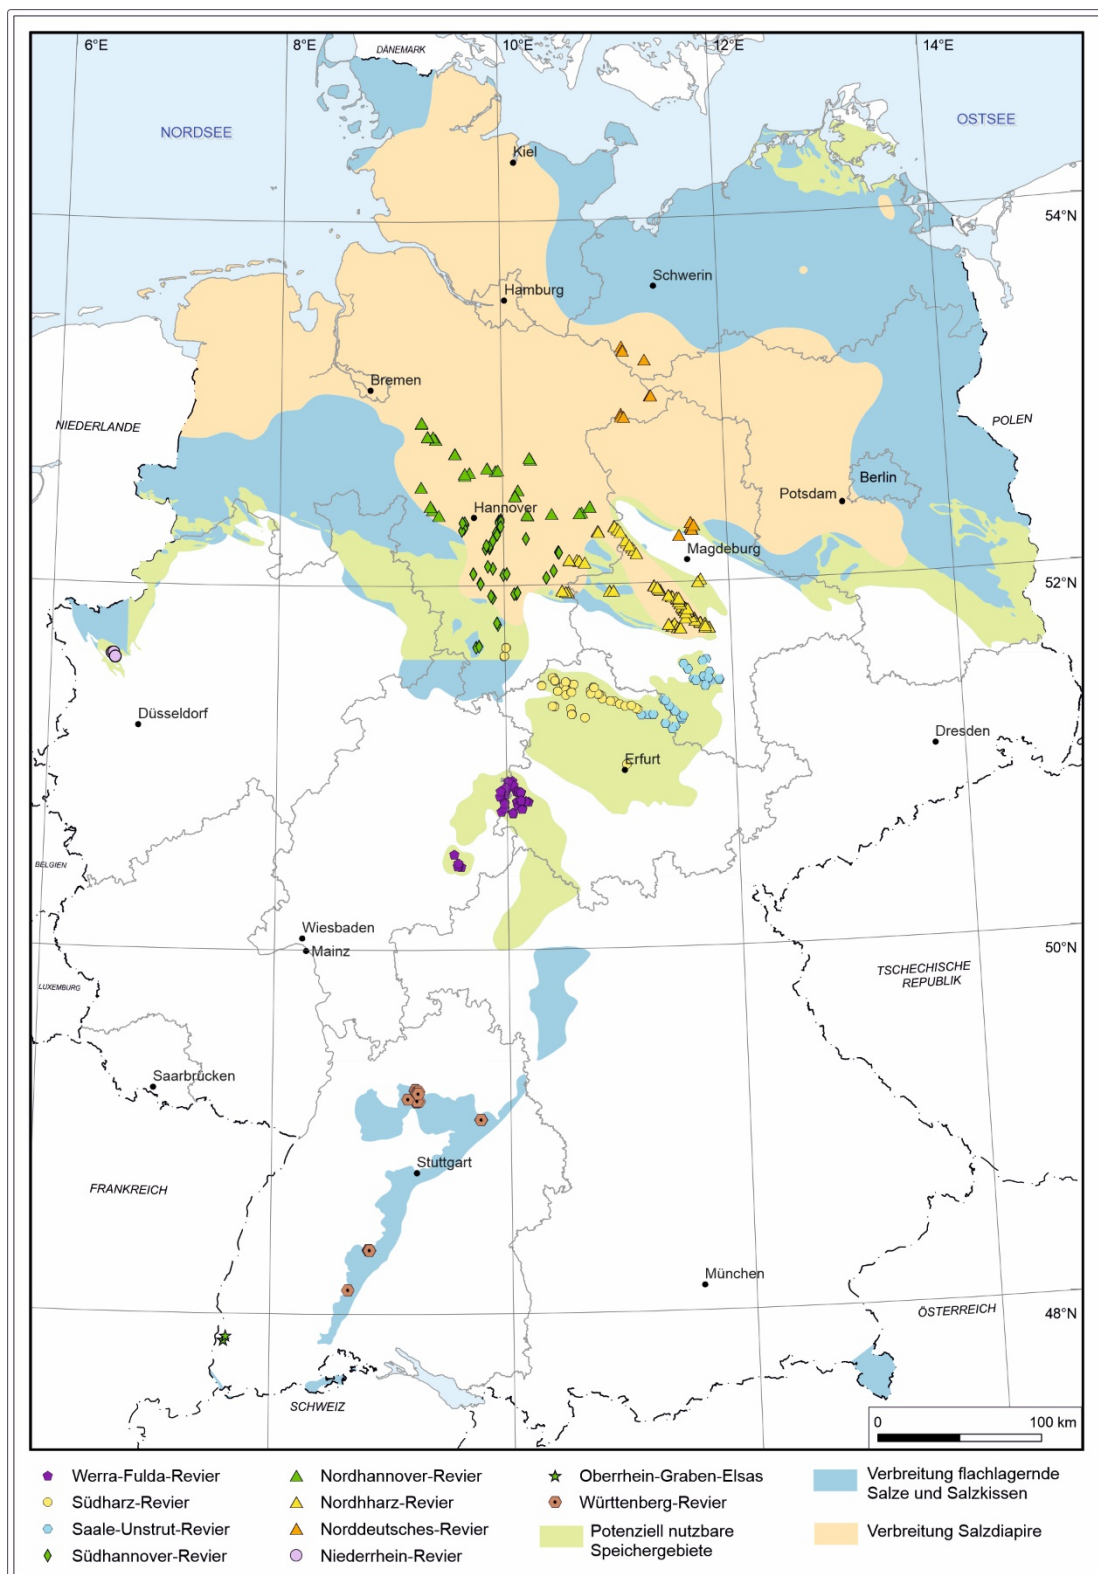 6°E
8°E
10°E
12°E
14°E
DÄNEMARK
NORDSEE
OSTSEE
Kiel
54°N
Schwerin
Hamburg
Bremen
NIEDERLANDE
POLEN
Berlin
Potsdam
Hannover
Magdeburg
52°N
Düsseldorf
Dresden
Erfurt
BELGIEN
Wiesbaden
Mainz
50°N
LUXEMBURG
TSCHECHISCHE
REPUBLIK
Saarbrücken
Stuttgart
FRANKREICH
München
ÖSTERREICH
48°N
SCHWEIZ
0 100 km
Werra-Fulda-Revier
Südharz-Revier
Saale-Unstrut-Revier
Südhannover-Revier
Nordhannover-Revier
Nordhharz-Revier
Norddeutsches-Revier
Niederrhein-Revier
Oberrhein-Graben-Elsas
Württenberg-Revier
Potenziell nutzbare
Speichergebiete
Verbreitung flachlagernde
Salze und Salzkissen
Verbreitung Salzdiapire